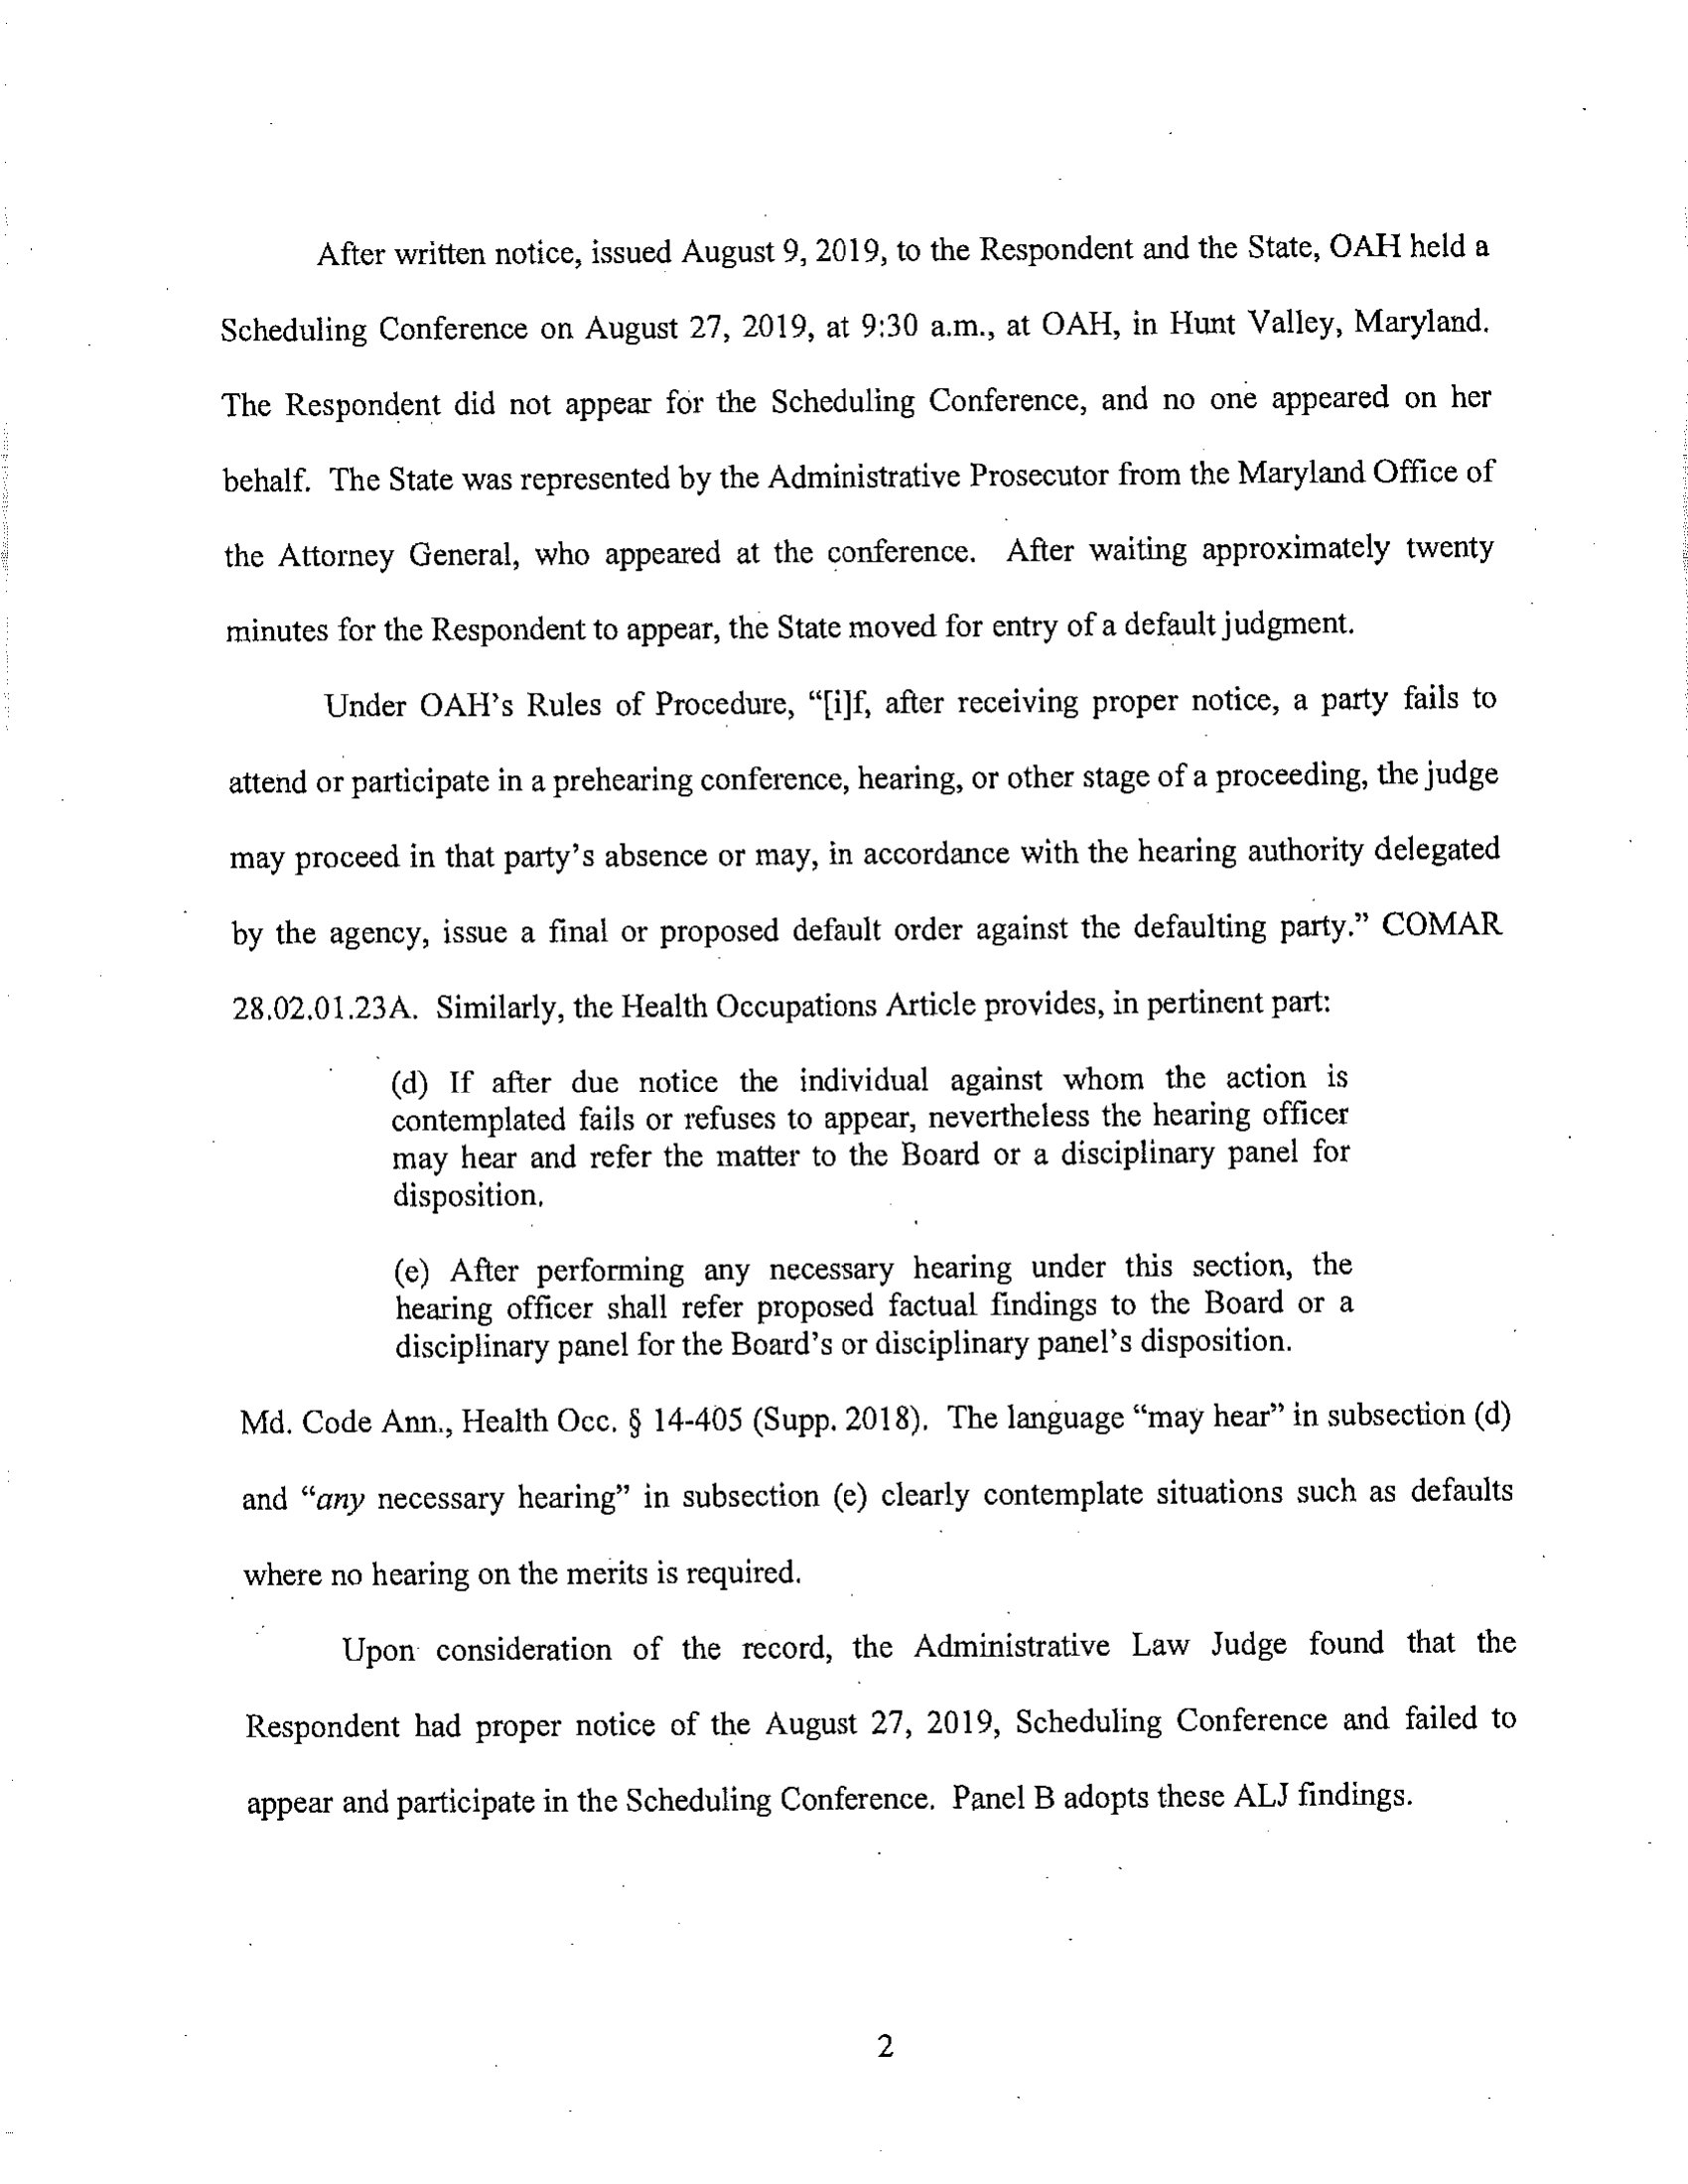 After written notice, issued August 9, 2019, to the Respondent and the State, OAH held a
Scheduling Conference on August 27, 2019, at 9:30 a.m., at OAH, in Hunt Valley, Maryland.
The Respondent did not appear for the Scheduling Conference, and no one appeared on her
behalf. The State was represented by the Administrative Prosecutor from the Maryland Office of
the Attorney General, who appeared at the conference. After waiting approximately twenty
minutes for the Respondent to appear, the State moved for entry of a default judgment.
Under OAH's Rules of Procedure, “[i]f, after receiving proper notice, a party fails to
attend or participate in a prehearing conference, hearing, or other stage of a proceeding, the judge
may proceed in that party's absence or may, in accordance with the hearing authority delegated
by the agency, issue a final or proposed default order against the defaulting party.” COMAR
28.02.01.23A. Similarly, the Health Occupations Article provides, in pertinent part:
(d) If after due notice the individual against whom the action is
contemplated fails or refuses to appear, nevertheless the hearing officer
may hear and refer the matter to the Board or a disciplinary panel for
disposition.
(e) After performing any necessary hearing under this section, the
hearing officer shall refer proposed factual findings to the Board or a
disciplinary panel for the Board's or disciplinary panel's disposition.
Md. Code Ann., Health Occ. § 14-405 (Supp. 2018). The language “may hear” in subsection (d)
and “any necessary hearing” in subsection (e) clearly contemplate situations such as defaults
where no hearing on the merits is required.
Upon consideration of the record, the Administrative Law Judge found that the
Respondent had proper notice of the August 27, 2019, Scheduling Conference and failed to
appear and participate in the Scheduling Conference. Panel B adopts these ALJ findings.
2